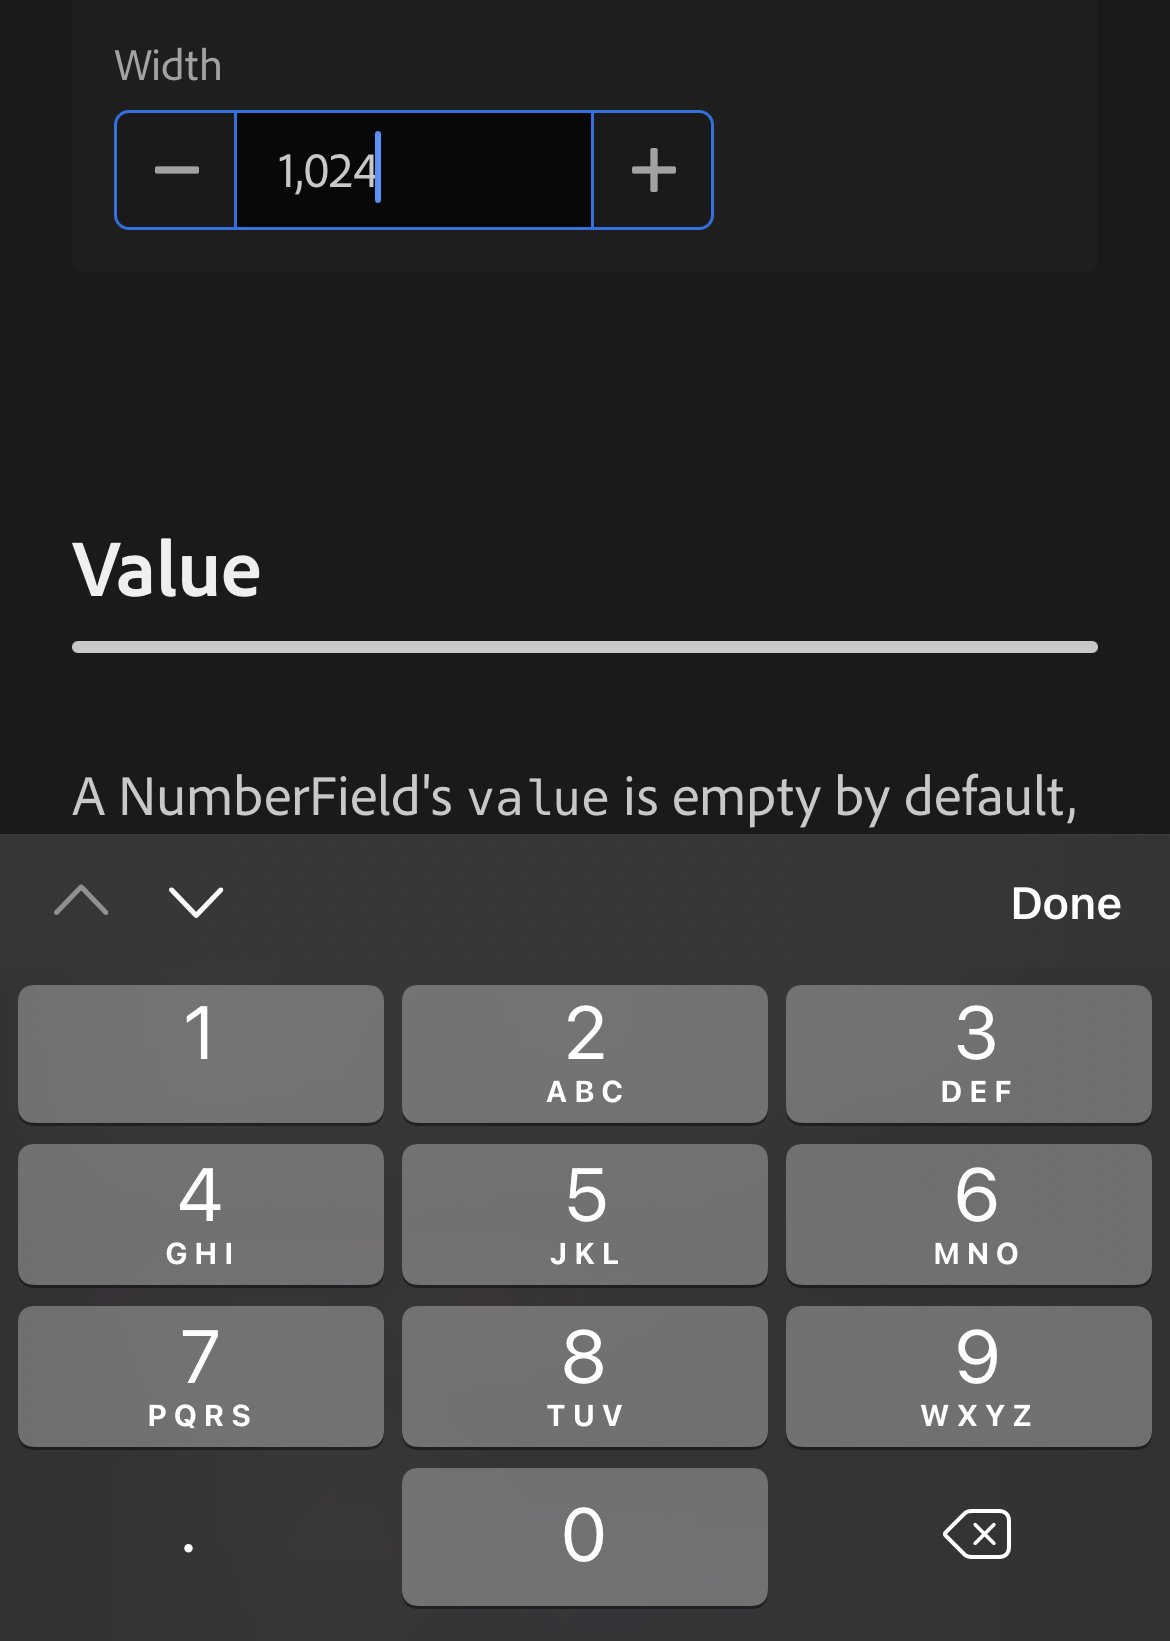 Width
1,024
Value
A NumberField's value is empty by default,
Done
1
2
3
ABC
DEF
4
5
6
GHI
JKL
MNO
7
8
9
PQRS
TUV
WXYZ
.
0